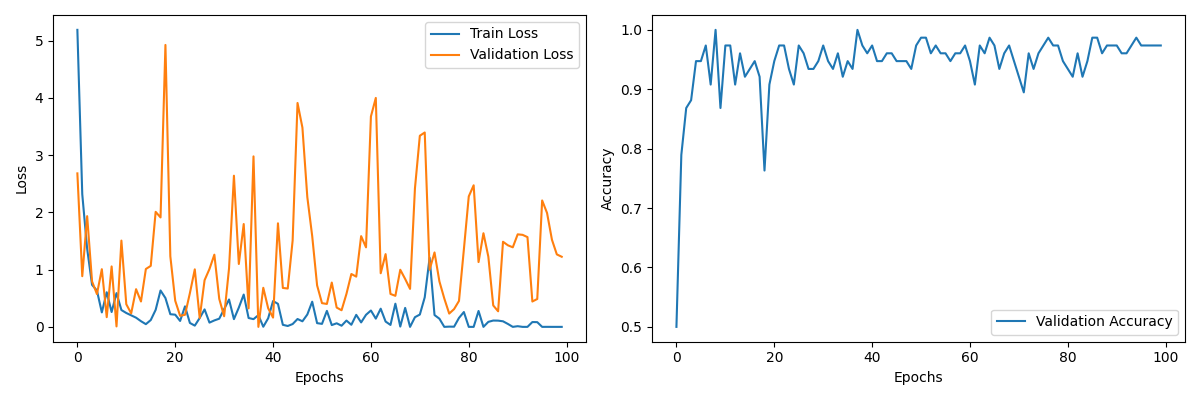 Train Loss
Validation Loss
5
4
3
2
1
0
Loss
0 20 40 60 80 100
Epochs
1.0
0.9
0.8
0.7
0.6
0.5
Accuracy
Validation Accuracy
0 20 40 60 80 100
Epochs